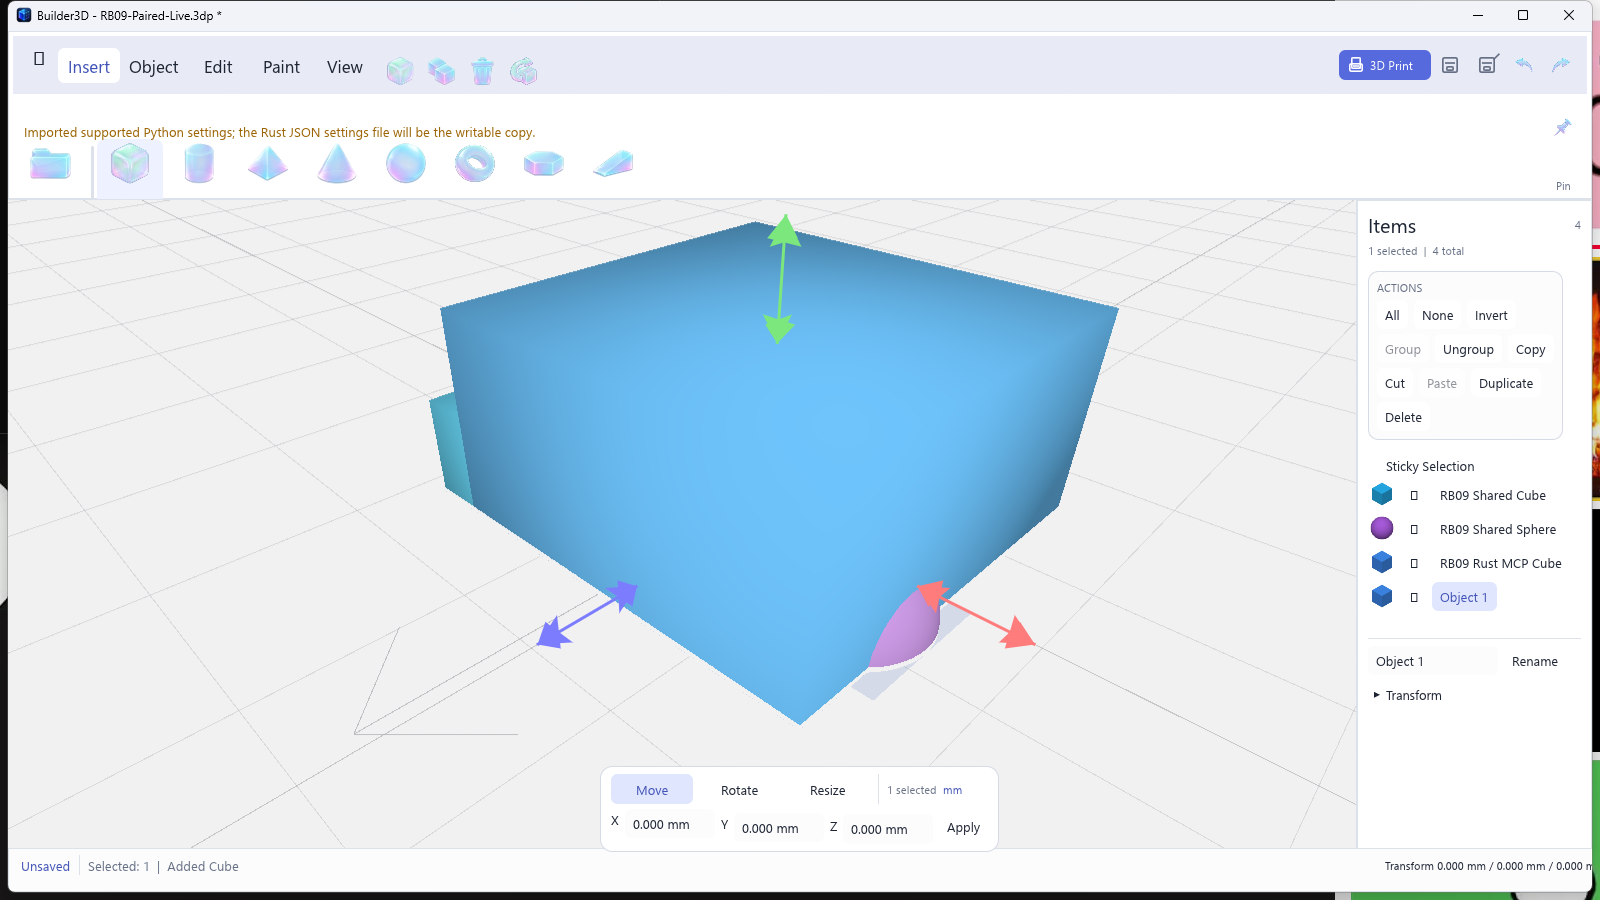 Builder3D - RB09-Paired-Live.3dp *
Insert Object Edit Paint View
3D Print
Imported supported Python settings; the Rust JSON settings file will be the writable copy.
Pin
Items 4
1 selected | 4 total
ACTIONS
All None Invert
Group Ungroup Copy
Cut Paste Duplicate
Delete
Sticky Selection
RB09 Shared Cube
RB09 Shared Sphere
RB09 Rust MCP Cube
Object 1
Object 1 Rename
Transform
Move Rotate Resize 1 selected mm
X 0.000 mm Y 0.000 mm Z 0.000 mm Apply
Unsaved Selected: 1 | Added Cube Transform 0.000 mm / 0.000 mm / 0.000 m